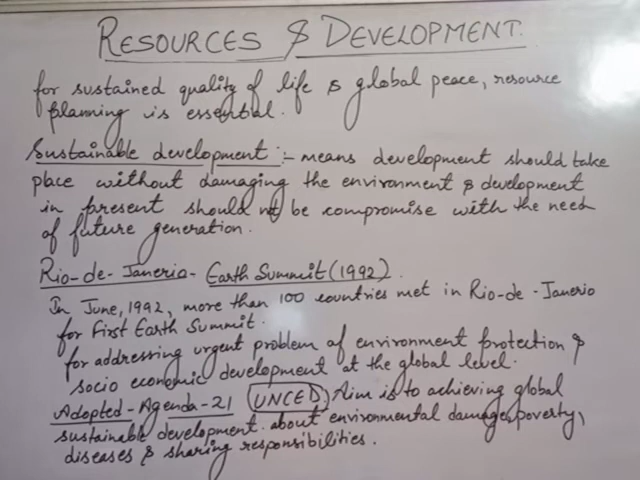 RESOURCES & DEVELOPMENT.
for sustained quality of life & global peace, resource
planning is essential.
Sustainable development :- means development should take
place without damaging the environment & development
in present should not be compromise with the need
of future generation.
Rio-de-Janerio- Earth Summit (1992).
In June, 1992, more than 100 countries met in Rio-de-Janerio
for First Earth Summit.
for addressing urgent problem of environment protection &
socio economic development at the global level.
Adopted-Agenda-21 (UNCED) Aim is to achieving global
sustainable development. about environmental damage, poverty,
diseases & sharing responsibilities.